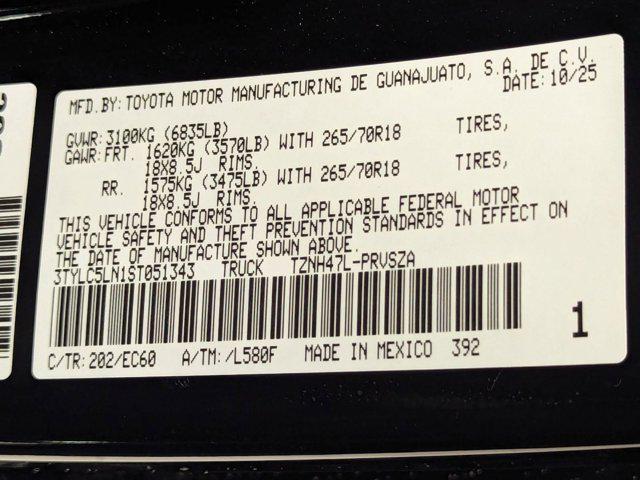 MFD.BY: TOYOTA MOTOR MANUFACTURING DE GUANAJUATO, S.A. DE C.V.
DATE: 10/25
GVWR: 3100KG (6835LB)
GAWR: FRT. 1620KG (3570LB) WITH 265/70R18 TIRES,
18X8.5J RIMS.
RR. 1575KG (3475LB) WITH 265/70R18 TIRES,
18X8.5J RIMS.
THIS VEHICLE CONFORMS TO ALL APPLICABLE FEDERAL MOTOR
VEHICLE SAFETY AND THEFT PREVENTION STANDARDS IN EFFECT ON
THE DATE OF MANUFACTURE SHOWN ABOVE.
3TYLC5LN1ST051343 TRUCK TZNH47L-PRVSZA
1
C/TR: 202/EC60 A/TM: /L580F MADE IN MEXICO 392